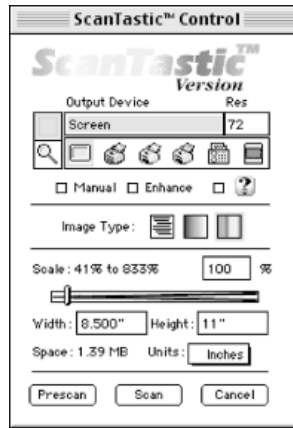 ScanTastic™ Control
ScanTastic™
Version
Output Device Res
Screen 72
Manual Enhance ?
Image Type:
Scale: 41% to 833% 100 %
Width: 8.500" Height: 11"
Space: 1.39 MB Units: Inches
Prescan Scan Cancel